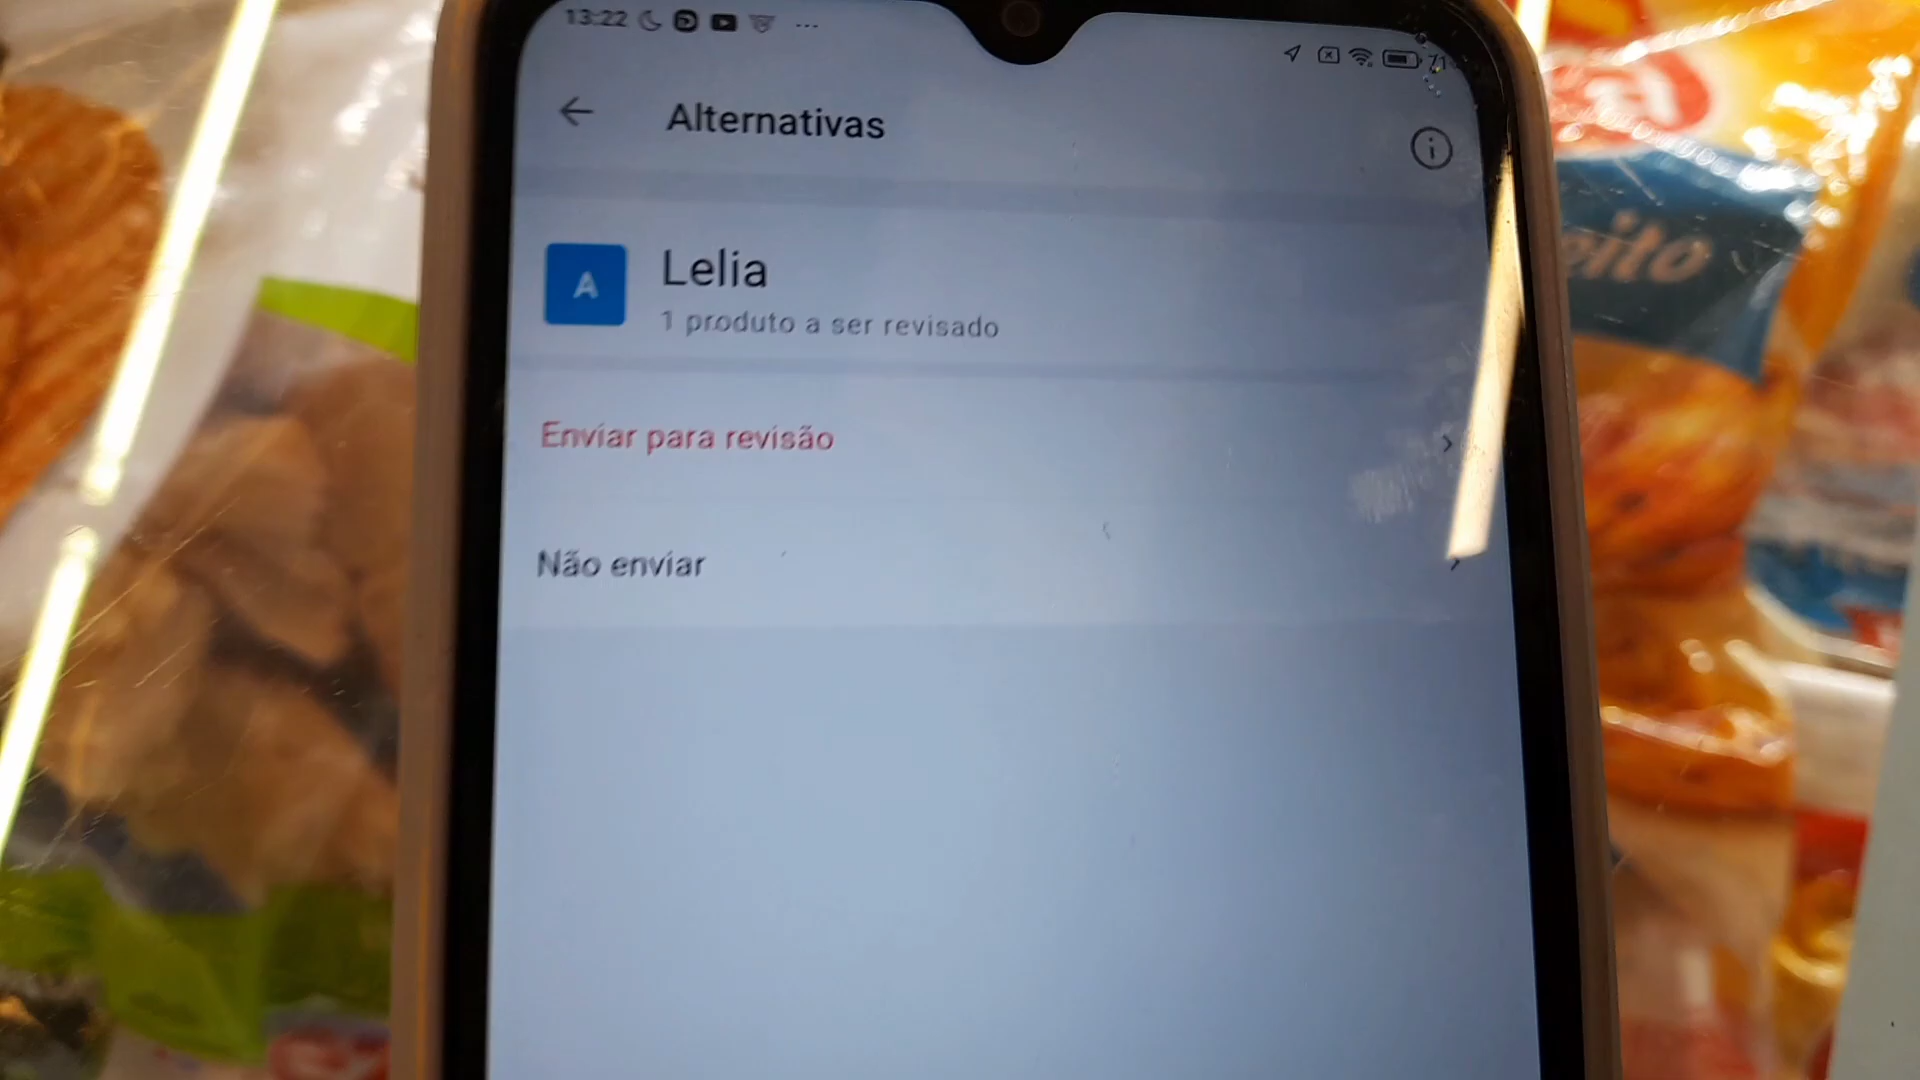 13:22
Alternativas
A
Lelia
1 produto a ser revisado
Enviar para revisão
Não enviar